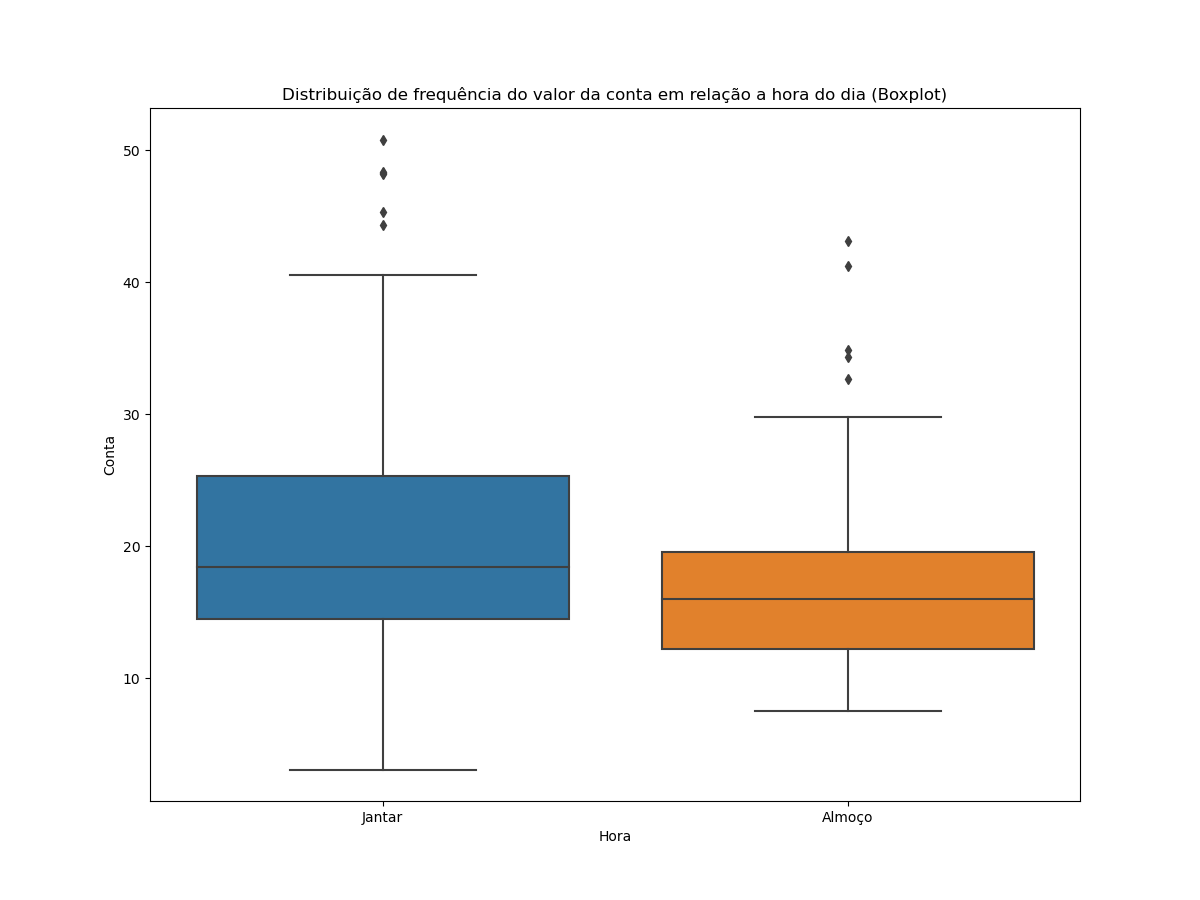 Distribuição de frequência do valor da conta em relação a hora do dia (Boxplot)
50
40
30
20
10
Conta
Jantar
Almoço
Hora